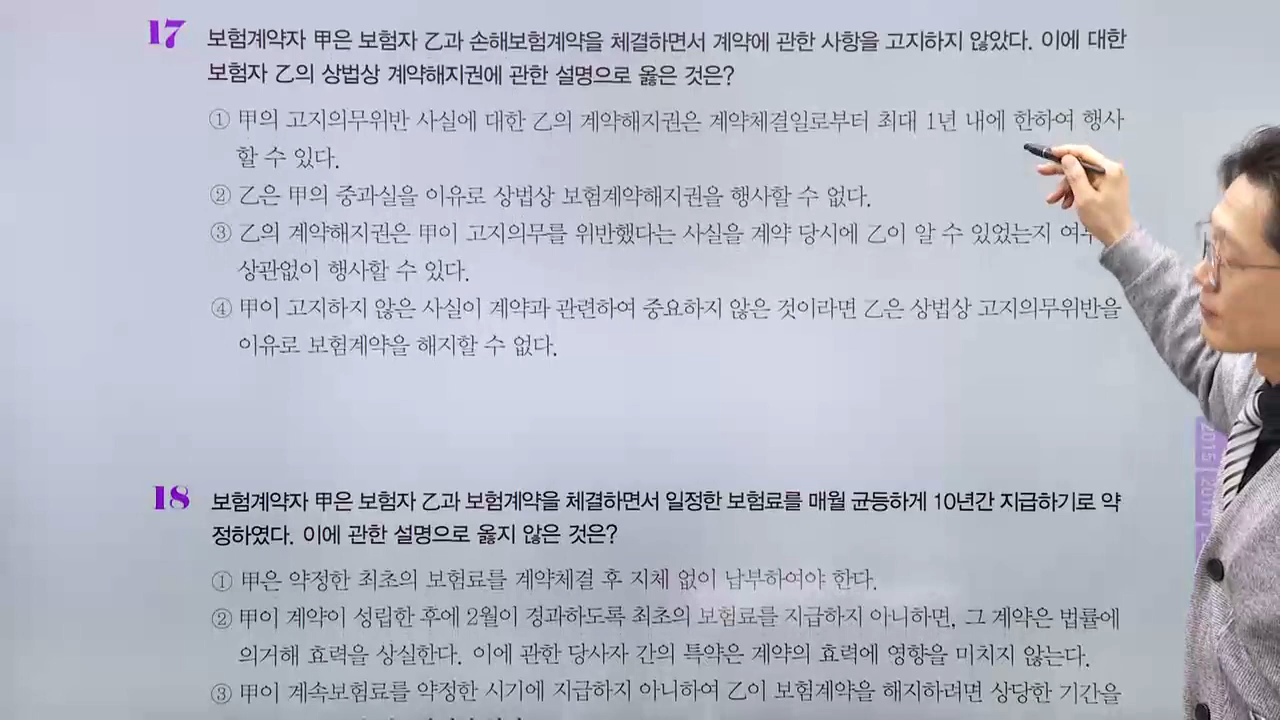 17 보험계약자 甲은 보험자 乙과 손해보험계약을 체결하면서 계약에 관한 사항을 고지하지 않았다. 이에 대한
보험자 乙의 상법상 계약해지권에 관한 설명으로 옳은 것은?
① 甲의 고지의무위반 사실에 대한 乙의 계약해지권은 계약체결일로부터 최대 1년 내에 한하여 행사
할 수 있다.
② 乙은 甲의 중과실을 이유로 상법상 보험계약해지권을 행사할 수 없다.
③ 乙의 계약해지권은 甲이 고지의무를 위반했다는 사실을 계약 당시에 乙이 알 수 있었는지
상관없이 행사할 수 있다.
④ 甲이 고지하지 않은 사실이 계약과 관련하여 중요하지 않은 것이라면 乙은 상법상 고지의무위반을
이유로 보험계약을 해지할 수 없다.
18 보험계약자 甲은 보험자 乙과 보험계약을 체결하면서 일정한 보험료를 매월 균등하게 10년간 지급하기로 약
정하였다. 이에 관한 설명으로 옳지 않은 것은?
① 甲은 약정한 최초의 보험료를 계약체결 후 지체 없이 납부하여야 한다.
② 甲이 계약이 성립한 후에 2월이 경과하도록 최초의 보험료를 지급하지 아니하면, 그 계약은 법률에
의거해 효력을 상실한다. 이에 관한 당사자 간의 특약은 계약의 효력에 영향을 미치지 않는다.
③ 甲이 계속보험료를 약정한 시기에 지급하지 아니하여 乙이 보험계약을 해지하려면 상당한 기간을